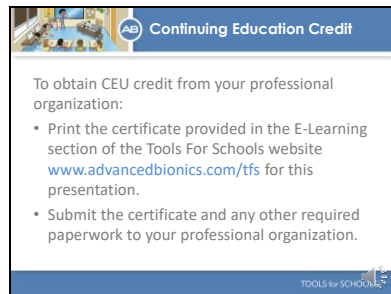 AB Continuing Education Credit
To obtain CEU credit from your professional
organization:
• Print the certificate provided in the E-Learning
section of the Tools For Schools website
www.advancedbionics.com/tfs for this
presentation.
• Submit the certificate and any other required
paperwork to your professional organization.
TOOLS for SCHOOLS